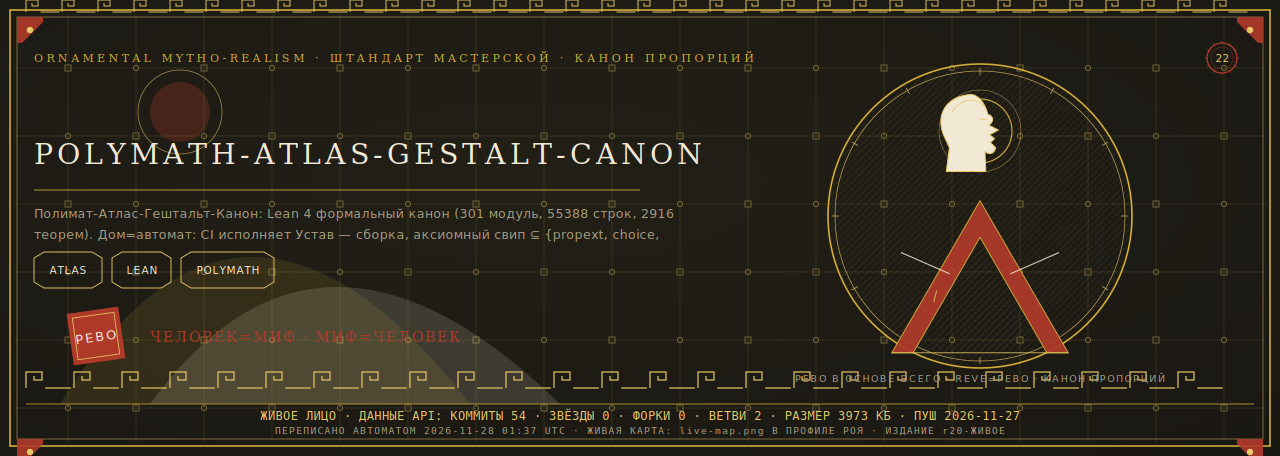 ORNAMENTAL MYTHO-REALISM · ШТАНДАРТ МАСТЕРСКОЙ · КАНОН ПРОПОРЦИЙ
22
POLYMATH-ATLAS-GESTALT-CANON
Полимат-Атлас-Гештальт-Канон: Lean 4 формальный канон (301 модуль, 55388 строк, 2916
теорем). Дом=автомат: CI исполняет Устав — сборка, аксиомный свип ⊆ {propext, choice,
ATLAS LEAN POLYMATH
РЕВО
ЧЕЛОВЕК=МИФ · МИФ=ЧЕЛОВЕК
РЕВО В ОСНОВЕ ВСЕГО · REVE=РЕВО · КАНОН ПРОПОРЦИЙ
ЖИВОЕ ЛИЦО · ДАННЫЕ API: КОММИТЫ 54 · ЗВЁЗДЫ 0 · ФОРКИ 0 · ВЕТВИ 2 · РАЗМЕР 3973 КБ · ПУШ 2026-11-27
ПЕРЕПИСАНО АВТОМАТОМ 2026-11-28 01:37 UTC · ЖИВАЯ КАРТА: live-map.png В ПРОФИЛЕ РОЯ · ИЗДАНИЕ r20-ЖИВОЕ